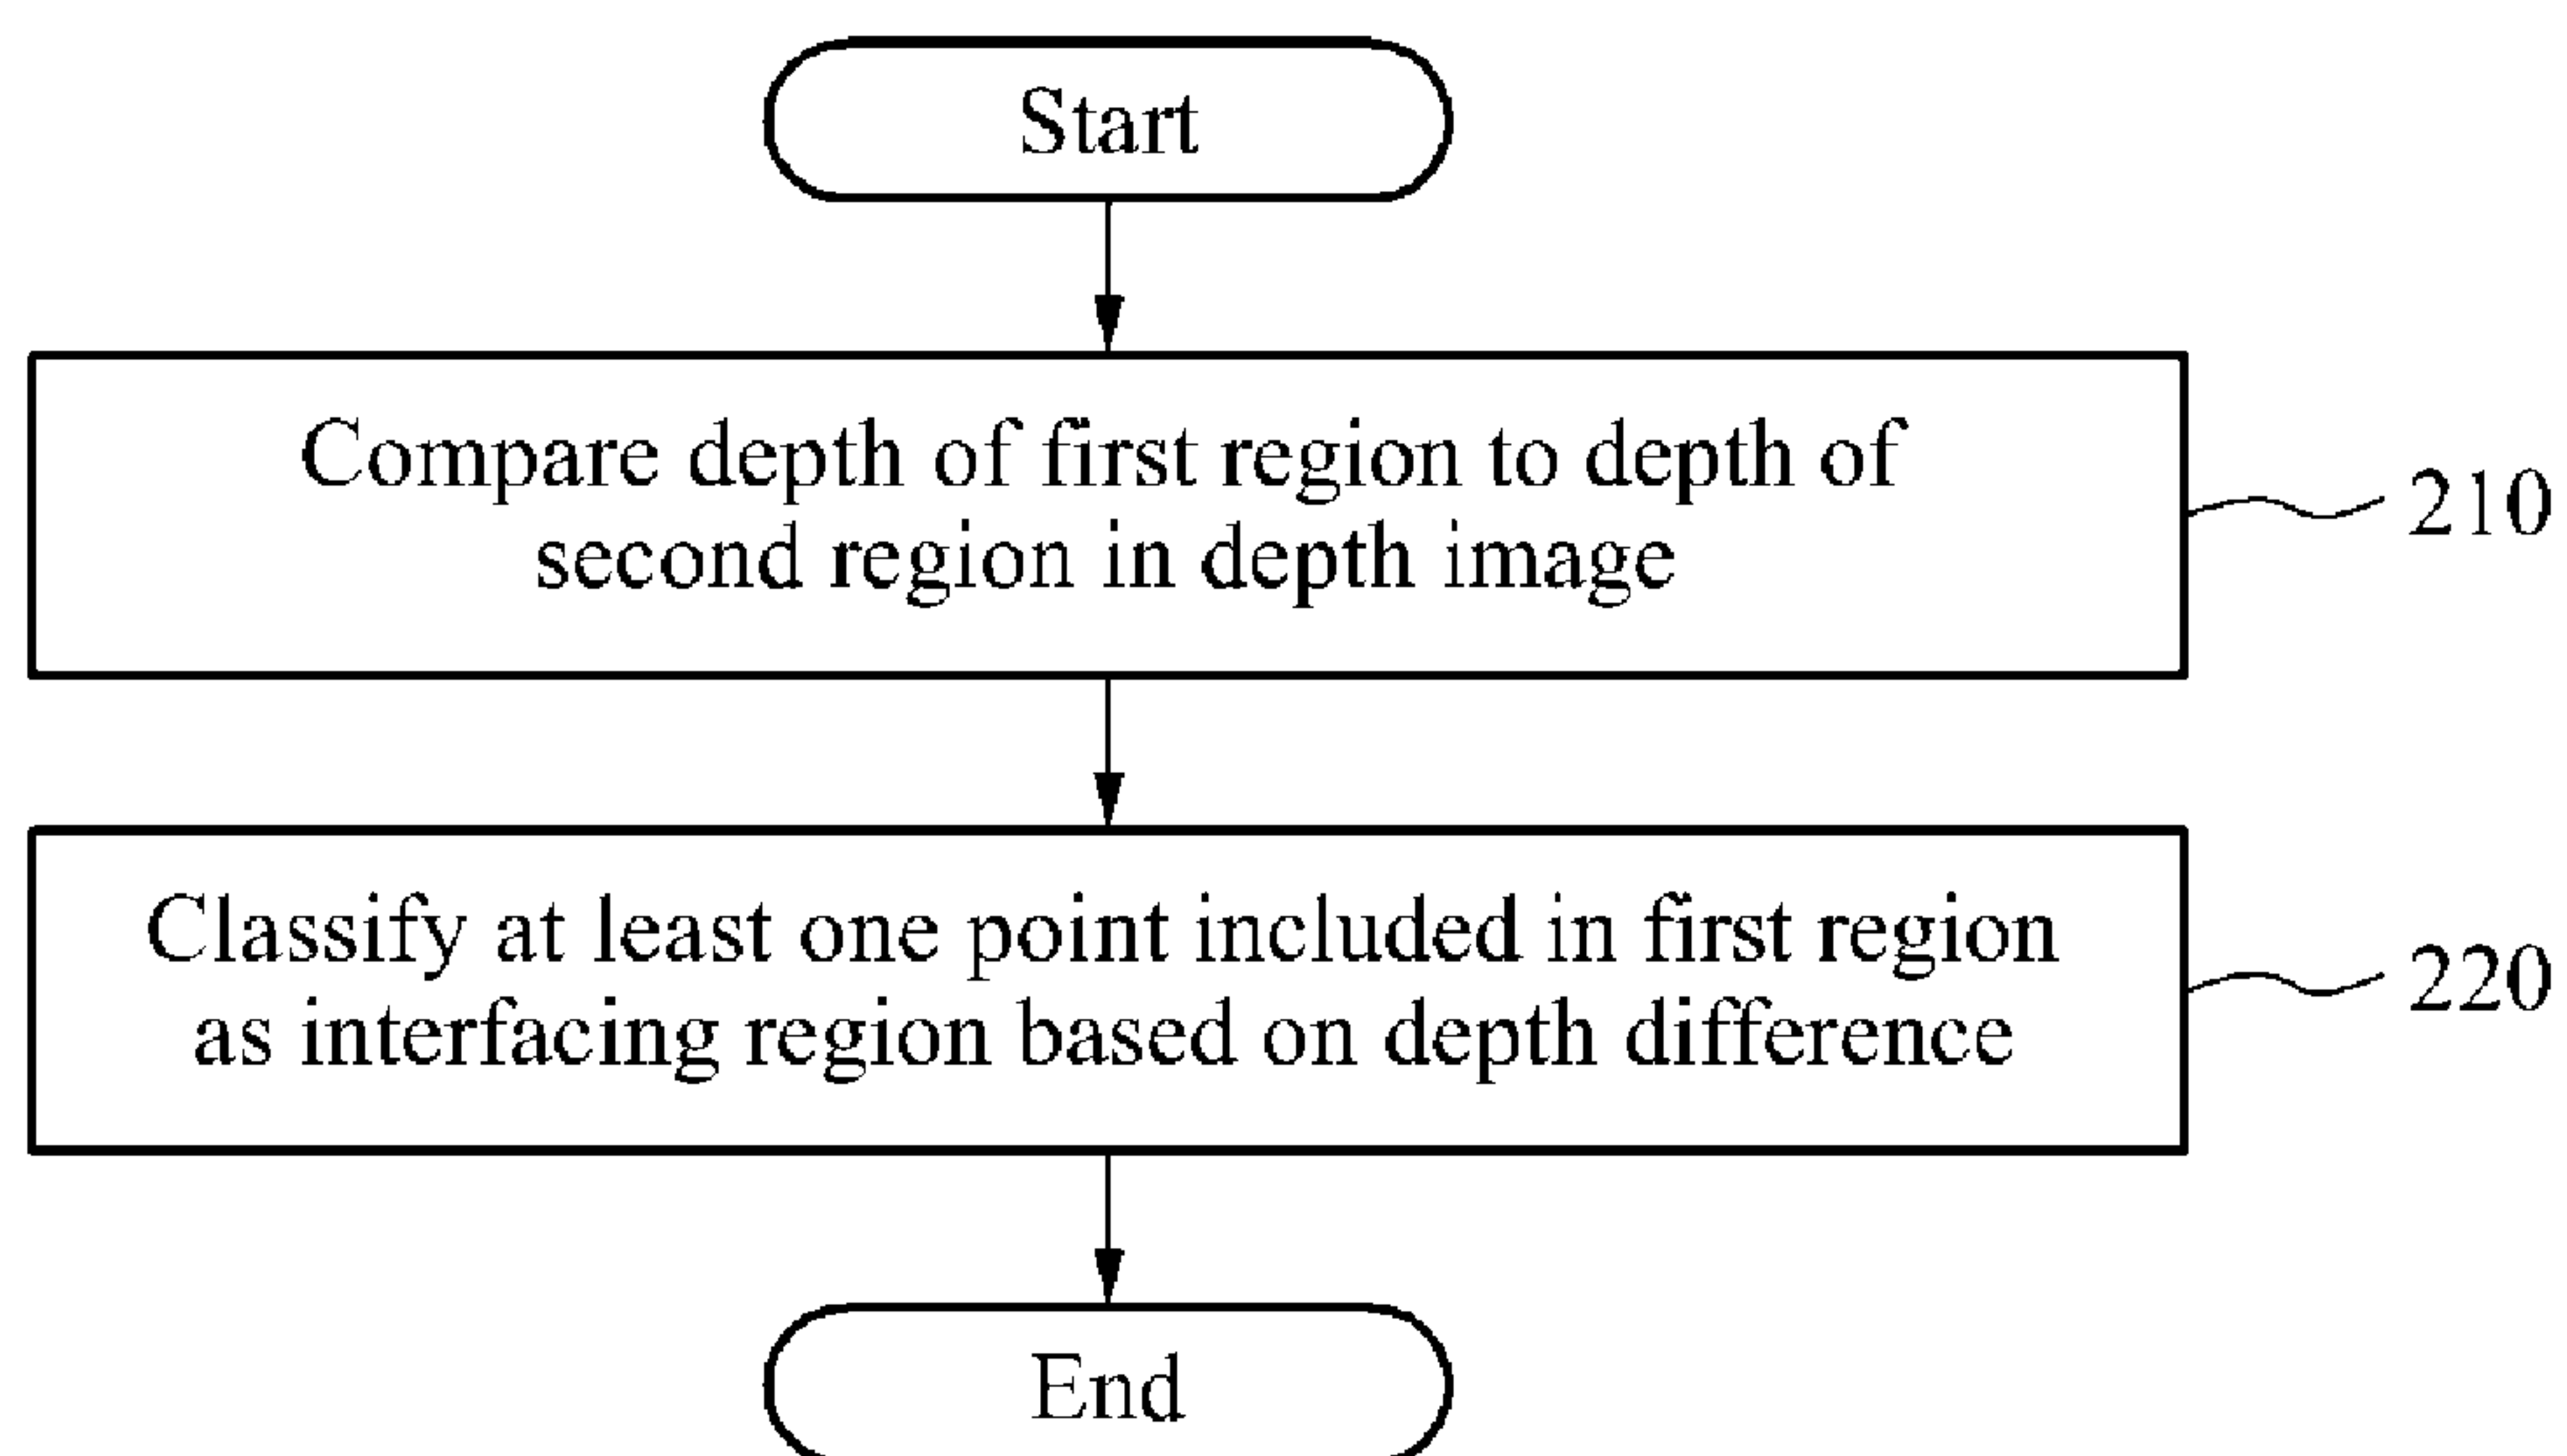 Start
Compare depth of first region to depth of
second region in depth image
210
Classify at least one point included in first region
as interfacing region based on depth difference
220
End